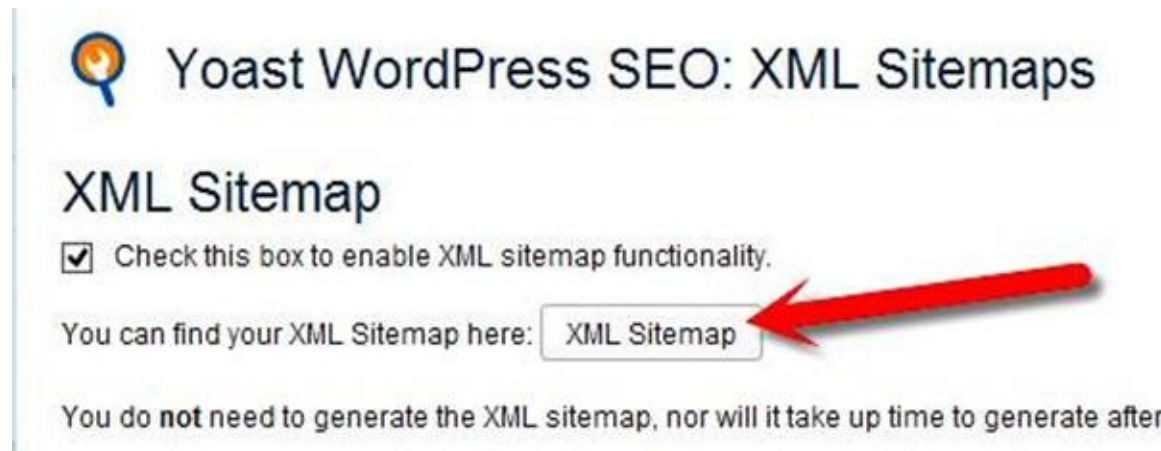 Yoast WordPress SEO: XML Sitemaps
XML Sitemap
Check this box to enable XML sitemap functionality.
You can find your XML Sitemap here: XML Sitemap
You do not need to generate the XML sitemap, nor will it take up time to generate after